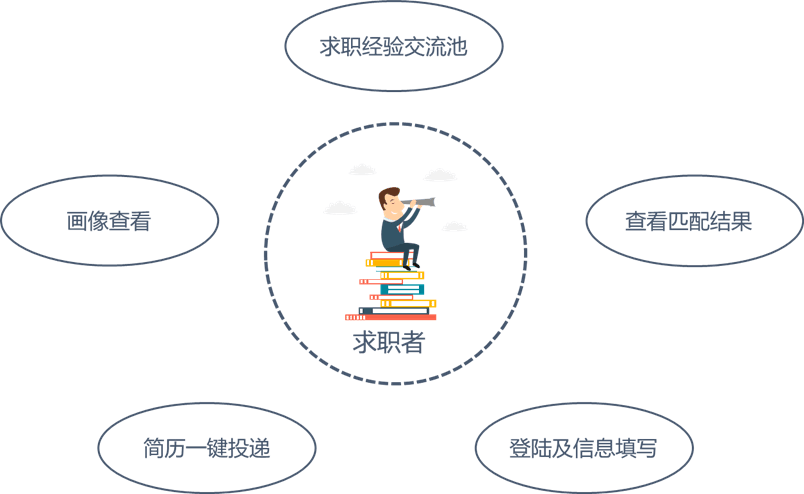 求职经验交流池
画像查看
查看匹配结果
求职者
简历一键投递
登陆及信息填写